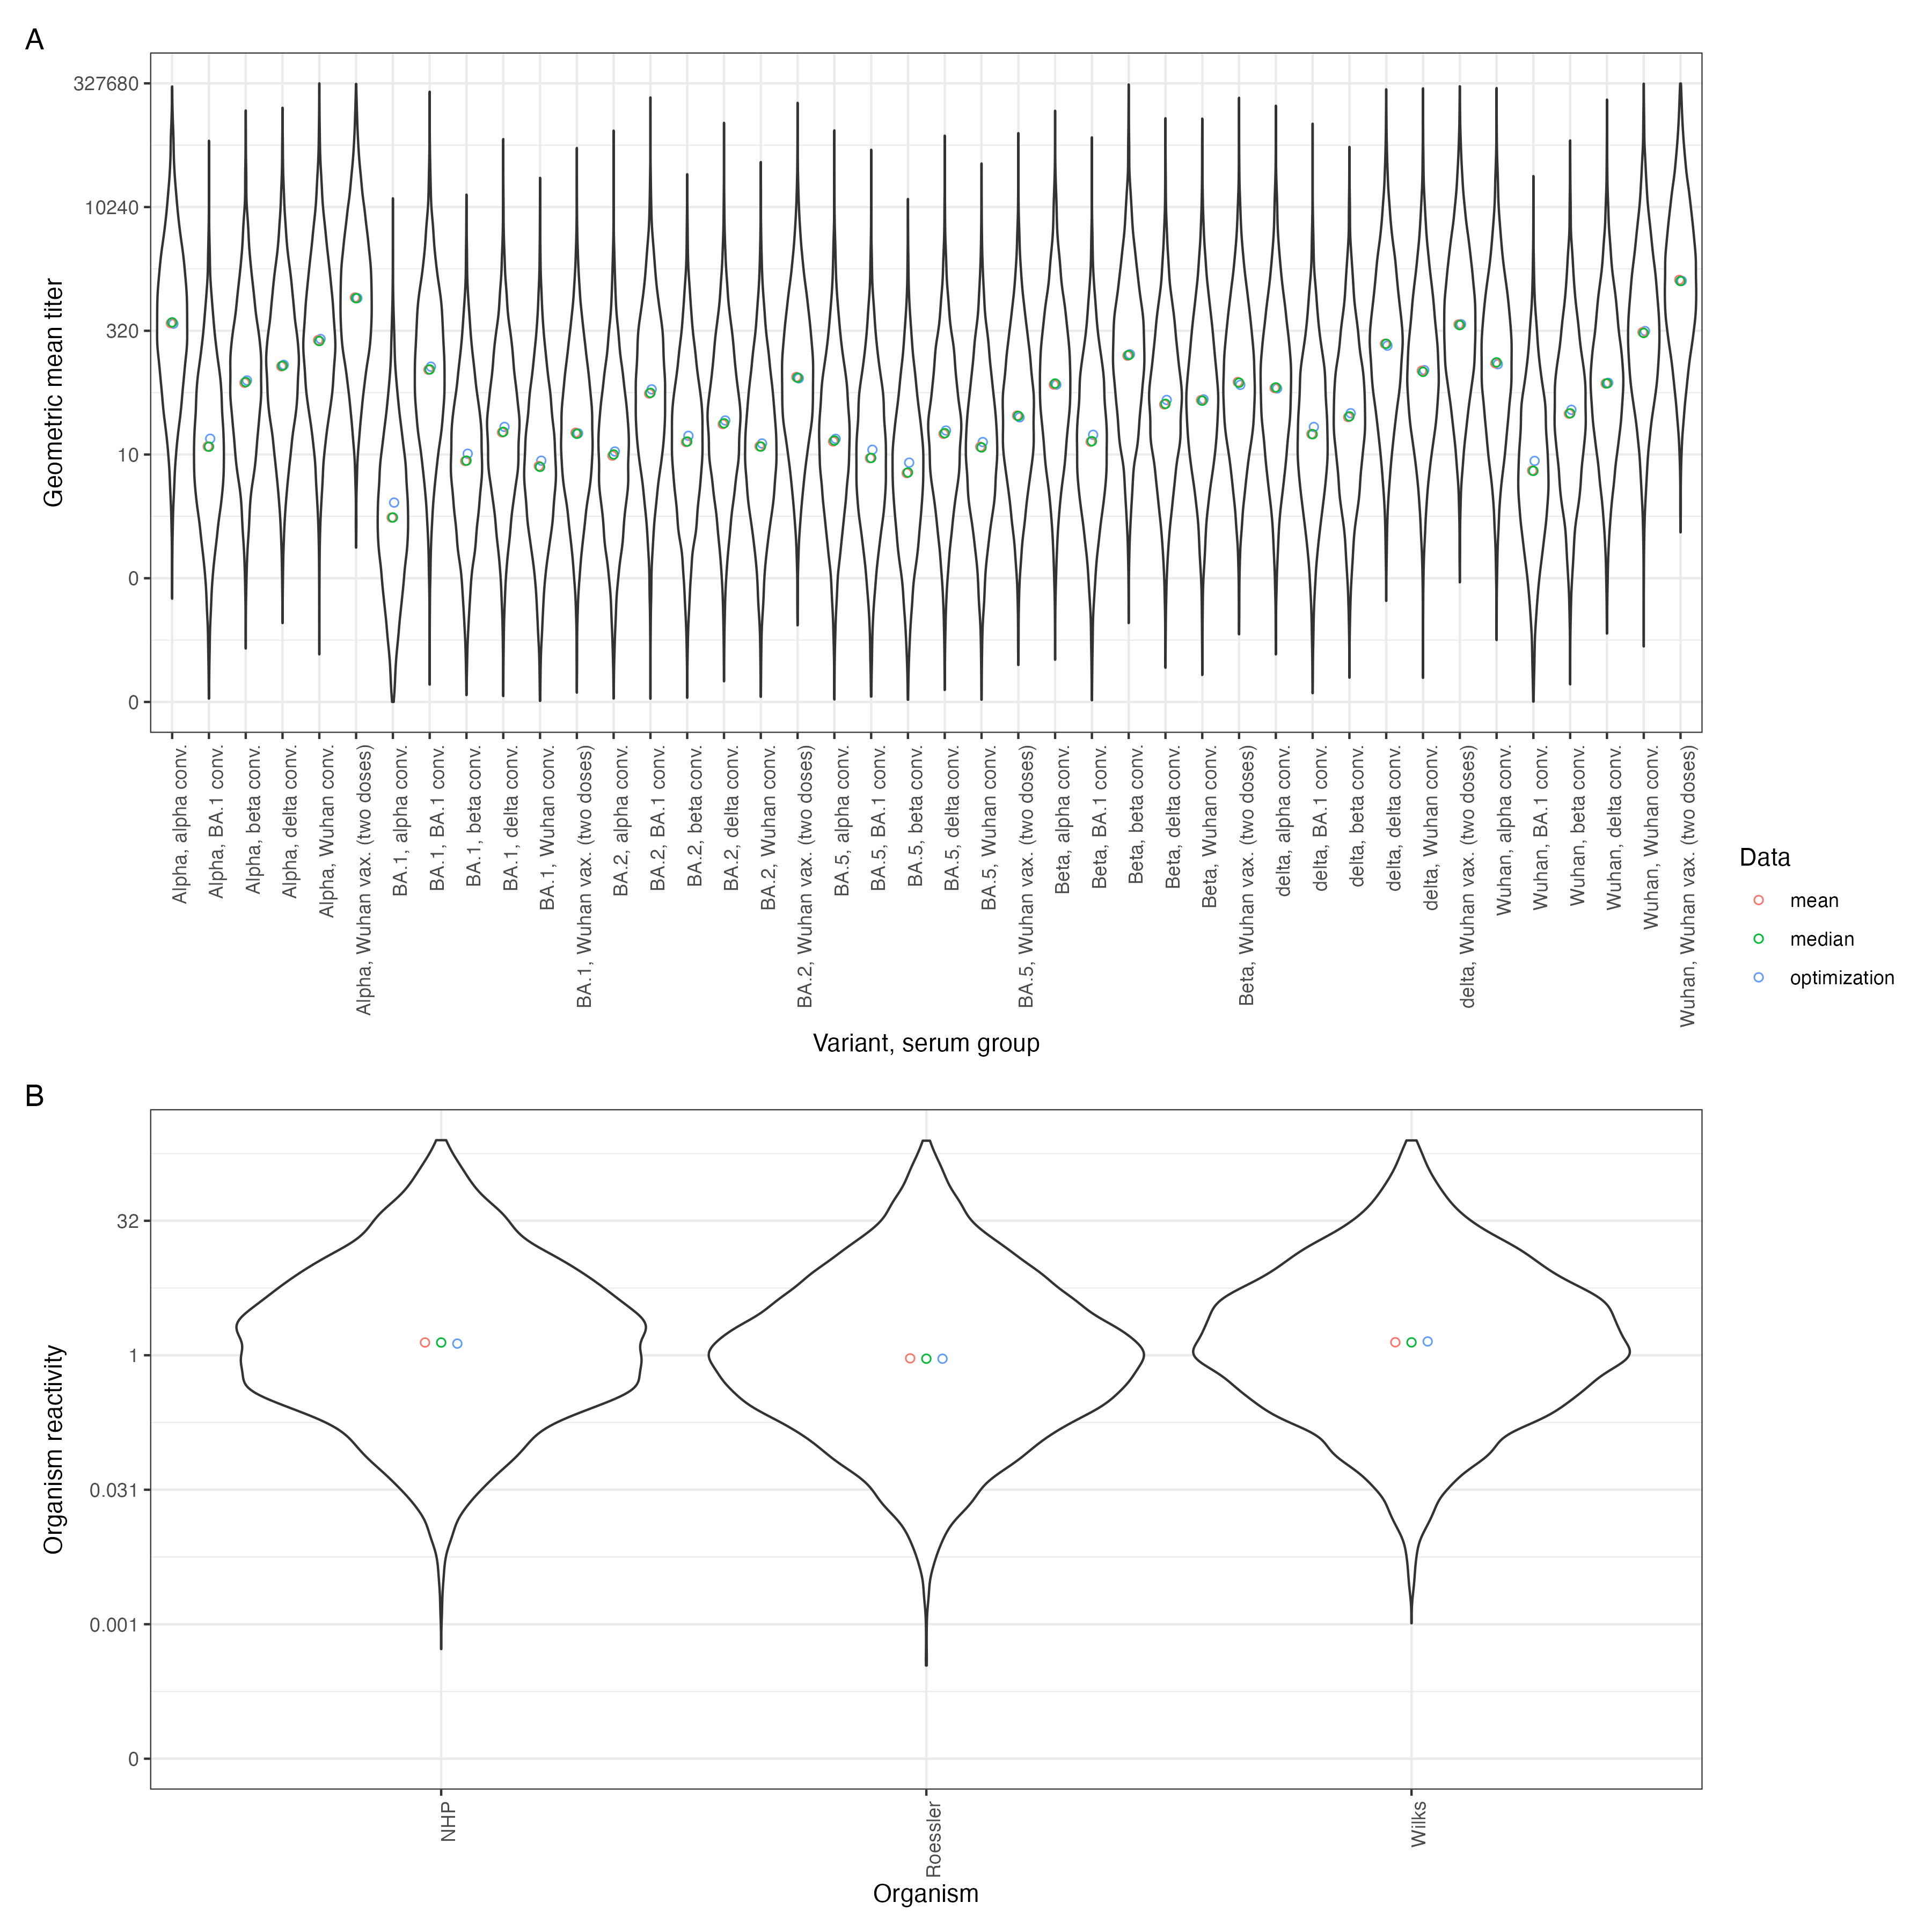 A
Geometric mean titer
327680
10240
320
10
0
0
Alpha, alpha conv.
Alpha, BA.1 conv.
Alpha, beta conv.
Alpha, delta conv.
Alpha, Wuhan conv.
Alpha, Wuhan vax. (two doses)
BA.1, alpha conv.
BA.1, BA.1 conv.
BA.1, beta conv.
BA.1, delta conv.
BA.1, Wuhan conv.
BA.1, Wuhan vax. (two doses)
BA.2, alpha conv.
BA.2, BA.1 conv.
BA.2, beta conv.
BA.2, delta conv.
BA.2, Wuhan conv.
BA.2, Wuhan vax. (two doses)
BA.5, alpha conv.
BA.5, BA.1 conv.
BA.5, beta conv.
BA.5, delta conv.
BA.5, Wuhan conv.
BA.5, Wuhan vax. (two doses)
Beta, alpha conv.
Beta, BA.1 conv.
Beta, beta conv.
Beta, delta conv.
Beta, Wuhan conv.
Beta, Wuhan vax. (two doses)
delta, alpha conv.
delta, BA.1 conv.
delta, beta conv.
delta, delta conv.
delta, Wuhan conv.
delta, Wuhan vax. (two doses)
Wuhan, alpha conv.
Wuhan, BA.1 conv.
Wuhan, beta conv.
Wuhan, delta conv.
Wuhan, Wuhan conv.
Wuhan, Wuhan vax. (two doses)
Variant, serum group
Data
mean
median
optimization
B
Organism reactivity
32
1
0.031
0.001
0
NHP
Roessler
Wilks
Organism